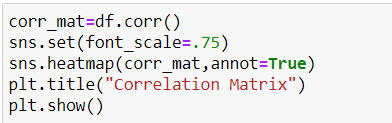 corr_mat=df.corr()
sns.set(font_scale=.75)
sns.heatmap(corr_mat,annot=True)
plt.title("Correlation Matrix")
plt.show()